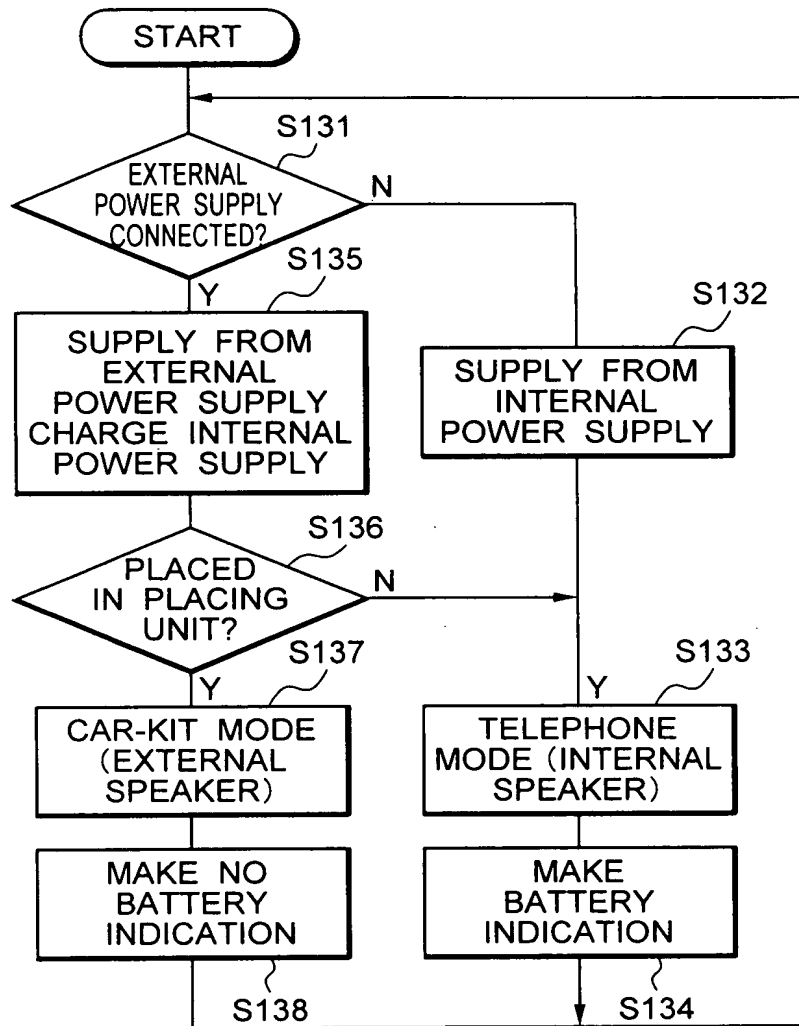 START
S131
EXTERNAL
POWER SUPPLY
CONNECTED?
N
Y
S135
SUPPLY FROM
EXTERNAL
POWER SUPPLY
CHARGE INTERNAL
POWER SUPPLY
S132
SUPPLY FROM
INTERNAL
POWER SUPPLY
S136
PLACED
IN PLACING
UNIT?
N
Y
S137
CAR-KIT MODE
(EXTERNAL
SPEAKER)
Y
S133
TELEPHONE
MODE (INTERNAL
SPEAKER)
MAKE NO
BATTERY
INDICATION
S138
MAKE
BATTERY
INDICATION
S134